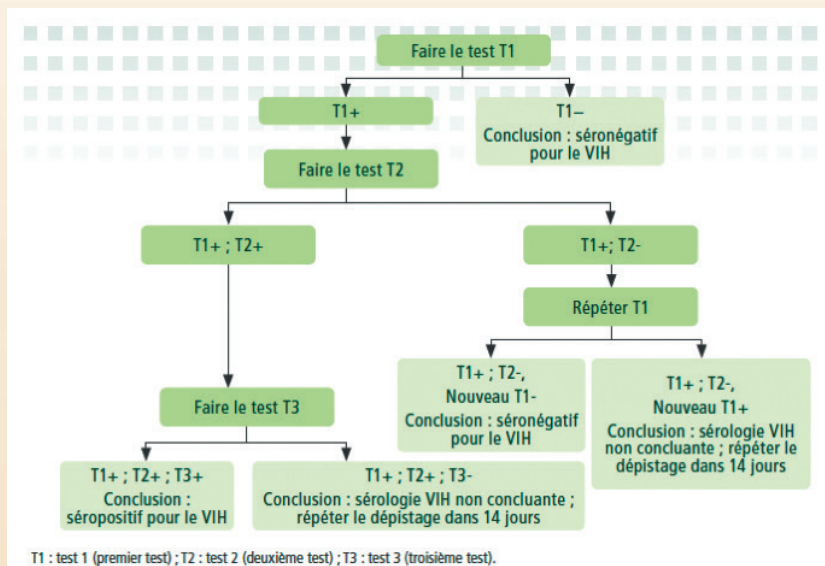 Faire le test T1
T1+
T1–
Conclusion : séronégatif
pour le VIH
Faire le test T2
T1+ ; T2+
T1+; T2-
Répéter T1
T1+ ; T2-,
Nouveau T1-
Conclusion : séronégatif
pour le VIH
T1+ ; T2-,
Nouveau T1+
Conclusion : sérologie VIH
non concluante ; répéter le
dépistage dans 14 jours
Faire le test T3
T1+ ; T2+ ; T3+
Conclusion :
séropositif pour le VIH
T1+ ; T2+ ; T3-
Conclusion : sérologie VIH non concluante ;
répéter le dépistage dans 14 jours
T1 : test 1 (premier test) ; T2 : test 2 (deuxième test) ; T3 : test 3 (troisième test).